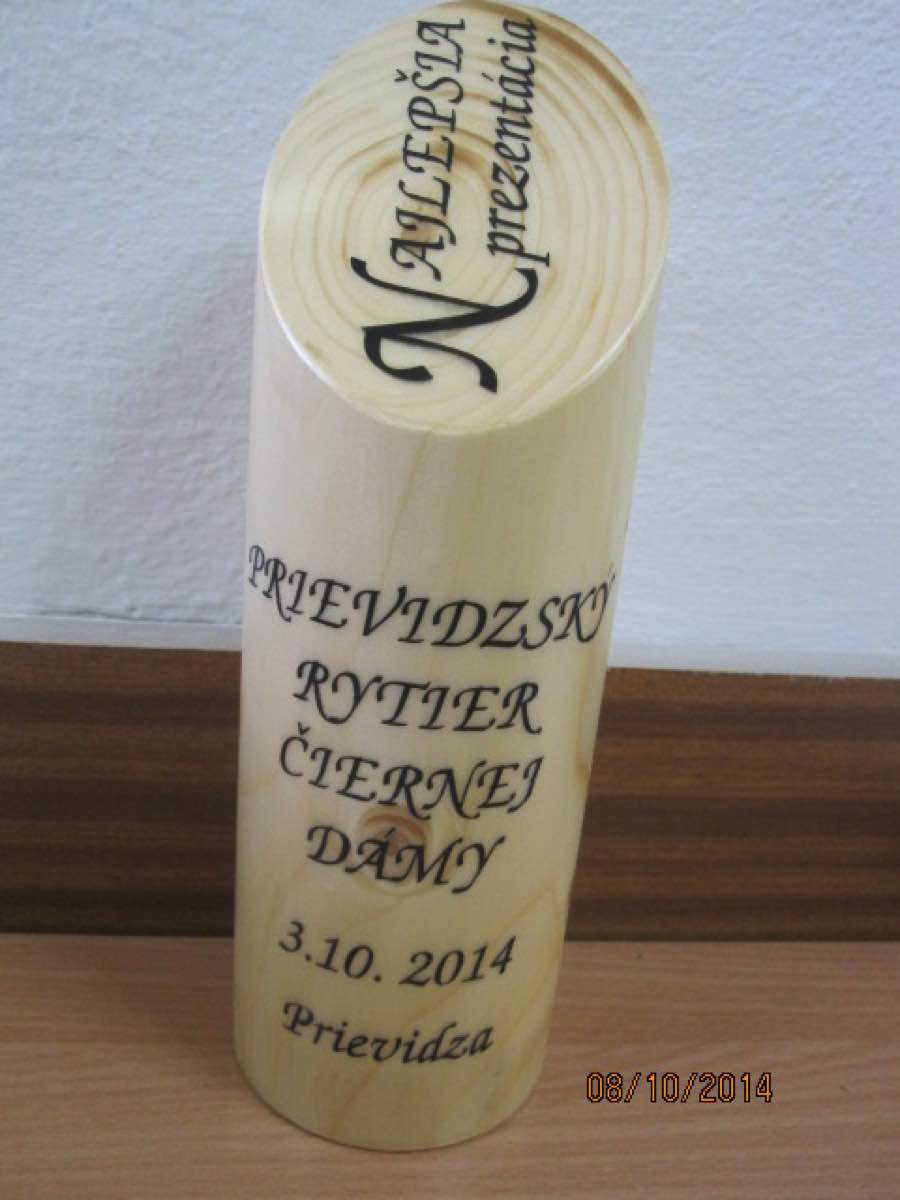 NAJLEPŠIA
prezentácia
PRIEVIDZSKÝ
RYTIER
ČIERNEJ
DÁMY
3.10. 2014
Prievidza
08/10/2014